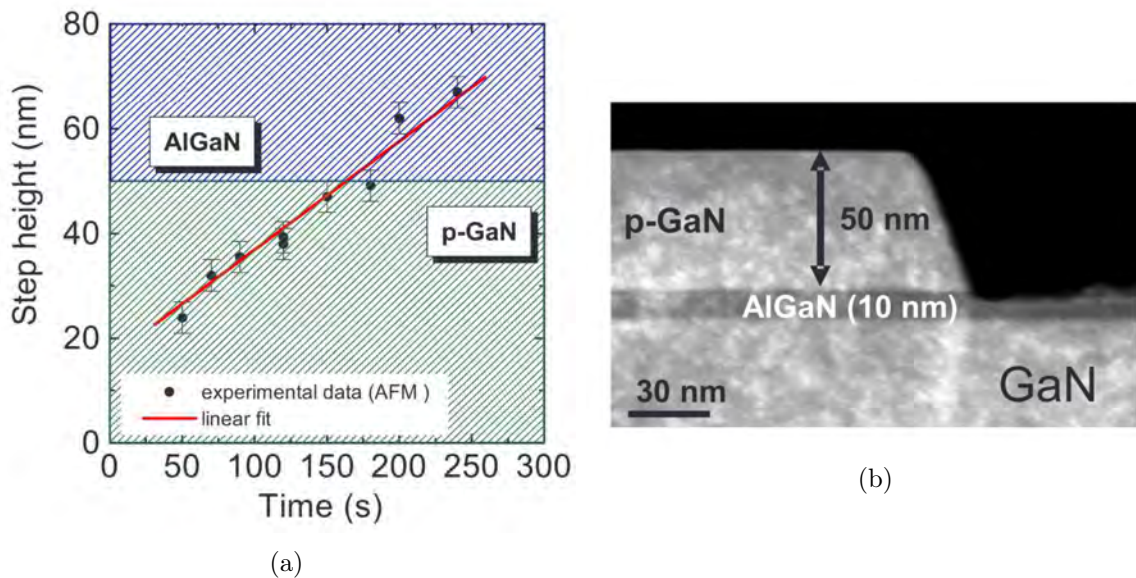 80
60
40
20
0
Step height (nm)
AlGaN
p-GaN
experimental data (AFM )
linear fit
0 50 100 150 200 250 300
Time (s)
(a)
p-GaN
50 nm
AlGaN (10 nm)
30 nm
GaN
(b)